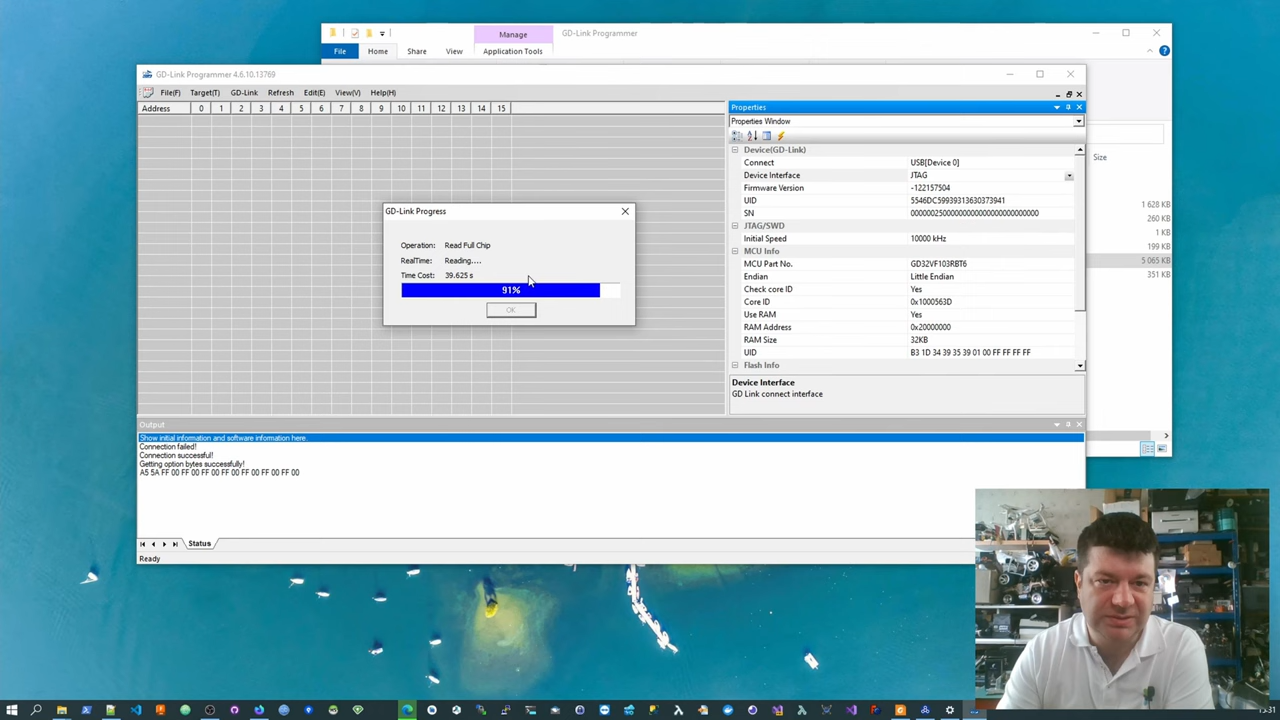 Manage
GD-Link Programmer
File
Home
Share
View
Application Tools
GD-Link Programmer 4.6.10.13769
File(F)
Target(T)
GD-Link
Refresh
Edit(E)
View(V)
Help(H)
Address 0 1 2 3 4 5 6 7 8 9 10 11 12 13 14 15
Properties
Properties Window
Device(GD-Link)
Connect USB[Device 0]
Device Interface JTAG
Firmware Version -122157504
UID 5546DC59939313630373941
SN
JTAG/SWD
Initial Speed 10000 kHz
MCU Info
MCU Part No. GD32VF103RBT6
Endian Little Endian
Check core ID Yes
Core ID 0x1000563D
Use RAM Yes
RAM Address 0x20000000
RAM Size 32KB
UID B3 1D 34 39 35 39 01 00 FF FF FF FF
Flash Info
Device Interface
GD Link connect interface
Size
1 628 KB
260 KB
1 KB
199 KB
5 065 KB
351 KB
GD-Link Progress
Operation: Read Full Chip
RealTime: Reading....
Time Cost: 39.625 s
91%
OK
Output
Show initial information and software information here.
Connection failed!
Connection successful!
Getting option bytes successfully!
A5 5A FF 00 FF 00 FF 00 FF 00 FF 00 FF 00 FF 00
Status
Ready